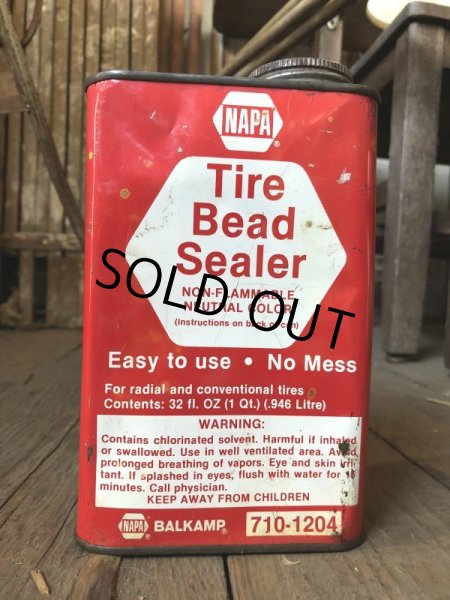 NAPA
®
Tire
Bead
Sealer
NON-FLAMMABLE
NEUTRAL COLOR
(Instructions on back of can)
SOLD OUT
Easy to use • No Mess
For radial and conventional tires
Contents: 32 fl. OZ (1 Qt.) (.946 Litre)
WARNING:
Contains chlorinated solvent. Harmful if inhaled
or swallowed. Use in well ventilated area. Avoid
prolonged breathing of vapors. Eye and skin irri-
tant. If splashed in eyes, flush with water for 15
minutes. Call physician.
KEEP AWAY FROM CHILDREN
NAPA ® BALKAMP ® 710-1204